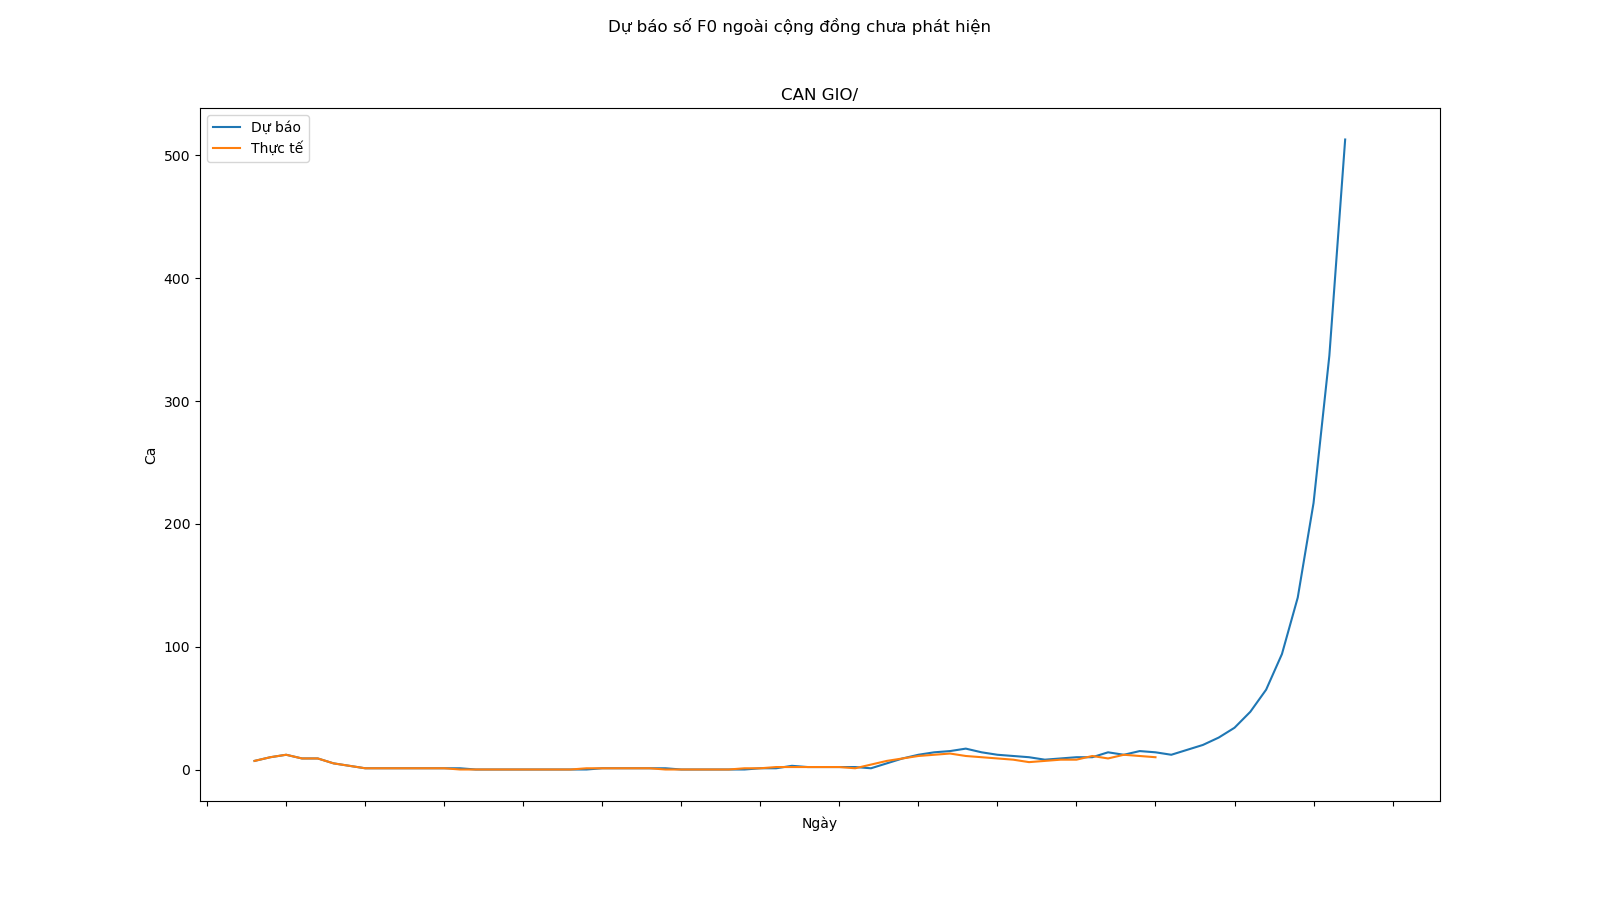 Dự báo số F0 ngoài cộng đồng chưa phát hiện
CAN GIO/
Dự báo
Thực tế
500
400
300
200
100
0
Ca
Ngày